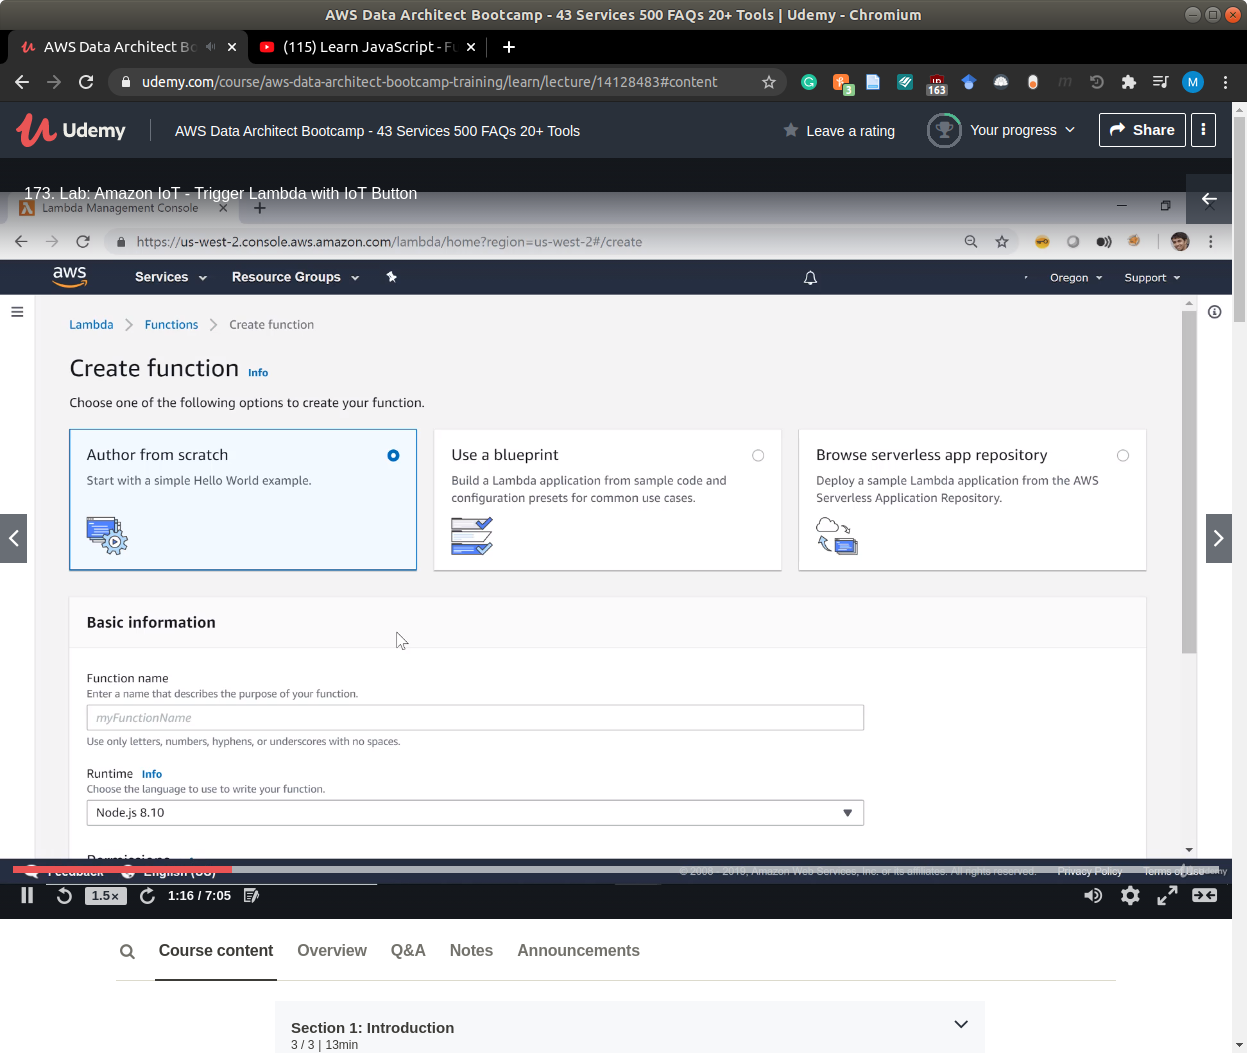 AWS Data Architect Bootcamp - 43 Services 500 FAQs 20+ Tools | Udemy - Chromium
AWS Data Architect Bo
(115) Learn JavaScript - Fu
udemy.com/course/aws-data-architect-bootcamp-training/learn/lecture/14128483#content
3
163
M
Udemy
AWS Data Architect Bootcamp - 43 Services 500 FAQs 20+ Tools
Leave a rating
Your progress
Share
173. Lab: Amazon IoT - Trigger Lambda with IoT Button
Lambda Management Console
https://us-west-2.console.aws.amazon.com/lambda/home?region=us-west-2#/create
aws
Services
Resource Groups
Oregon
Support
Lambda > Functions > Create function
Create function Info
Choose one of the following options to create your function.
Author from scratch
Start with a simple Hello World example.
Use a blueprint
Build a Lambda application from sample code and
configuration presets for common use cases.
Browse serverless app repository
Deploy a sample Lambda application from the AWS
Serverless Application Repository.
Basic information
Function name
Enter a name that describes the purpose of your function.
myFunctionName
Use only letters, numbers, hyphens, or underscores with no spaces.
Runtime Info
Choose the language to use to write your function.
Node.js 8.10
Permissions
Feedback
English (US)
© 2008 - 2019, Amazon Web Services, Inc. or its affiliates. All rights reserved.
Privacy Policy
Terms of Use
1.5×
1:16 / 7:05
Course content
Overview
Q&A
Notes
Announcements
Section 1: Introduction
3 / 3 | 13min